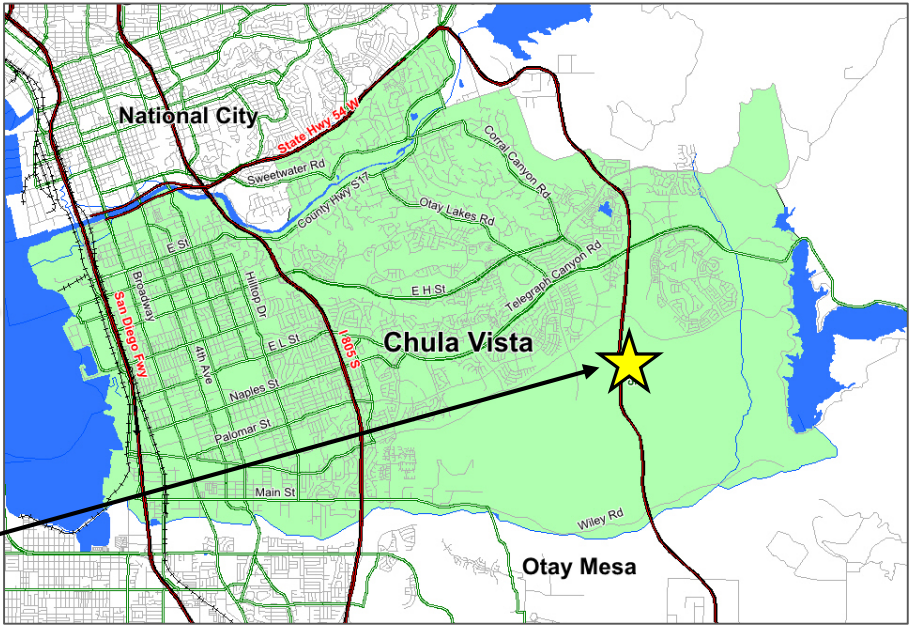 National City
State Hwy 54 W
Sweetwater Rd
County Hwy S17
Corral Canyon Rd
Otay Lakes Rd
E St
Telegraph Canyon Rd
E H St
Broadway
Hilltop Dr
San Diego Fwy
I 805 S
E L St
4th Ave
Chula Vista
Naples St
Palomar St
Main St
Wiley Rd
Otay Mesa